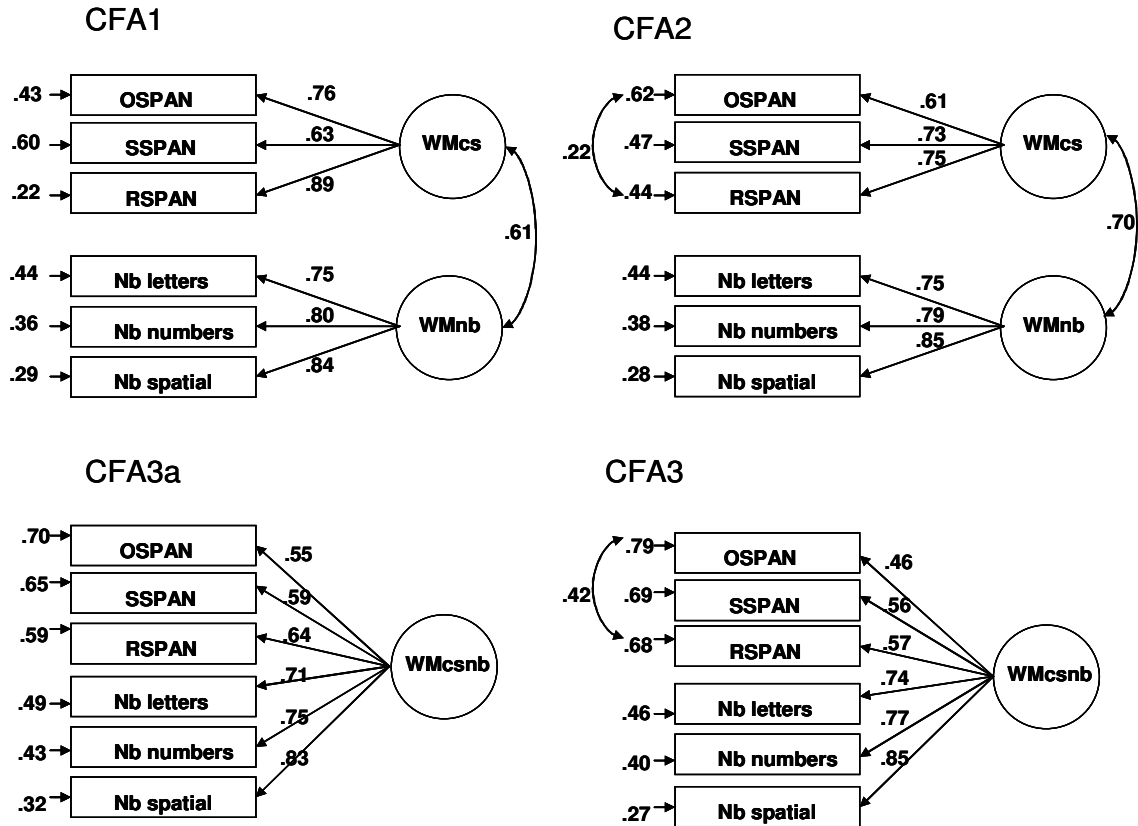 CFA1
.43 OSPAN .76
.60 SSPAN .63 WMcs
.22 RSPAN .89
.61
.44 Nb letters .75
.36 Nb numbers .80 WMnb
.29 Nb spatial .84
CFA2
.62 OSPAN .61
.22 .47 SSPAN .73 WMcs
.44 RSPAN .75
.70
.44 Nb letters .75
.38 Nb numbers .79 WMnb
.28 Nb spatial .85
CFA3a
.70 OSPAN .55
.65 SSPAN .59
.59 RSPAN .64 WMcsnb
.49 Nb letters .71
.43 Nb numbers .75
.32 Nb spatial .83
CFA3
.79 OSPAN .46
.42 .69 SSPAN .56
.68 RSPAN .57 WMcsnb
.46 Nb letters .74
.40 Nb numbers .77
.27 Nb spatial .85